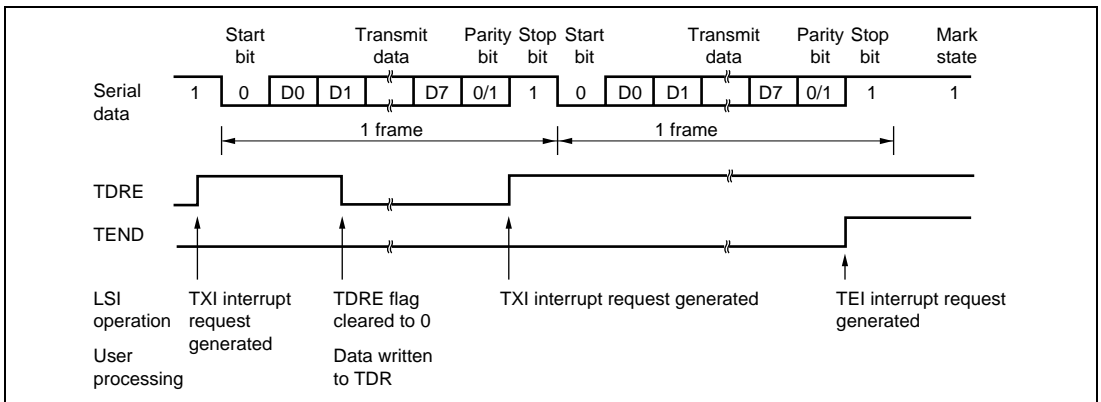 Start Transmit Parity Stop Start Transmit Parity Stop Mark
bit data bit bit bit data bit bit state
Serial
data
1 0 D0 D1 D7 0/1 1 0 D0 D1 D7 0/1 1 1
1 frame 1 frame
TDRE
TEND
LSI
operation
TXI interrupt
request
generated
TDRE flag
cleared to 0
TXI interrupt request generated
TEI interrupt request
generated
User
processing
Data written
to TDR